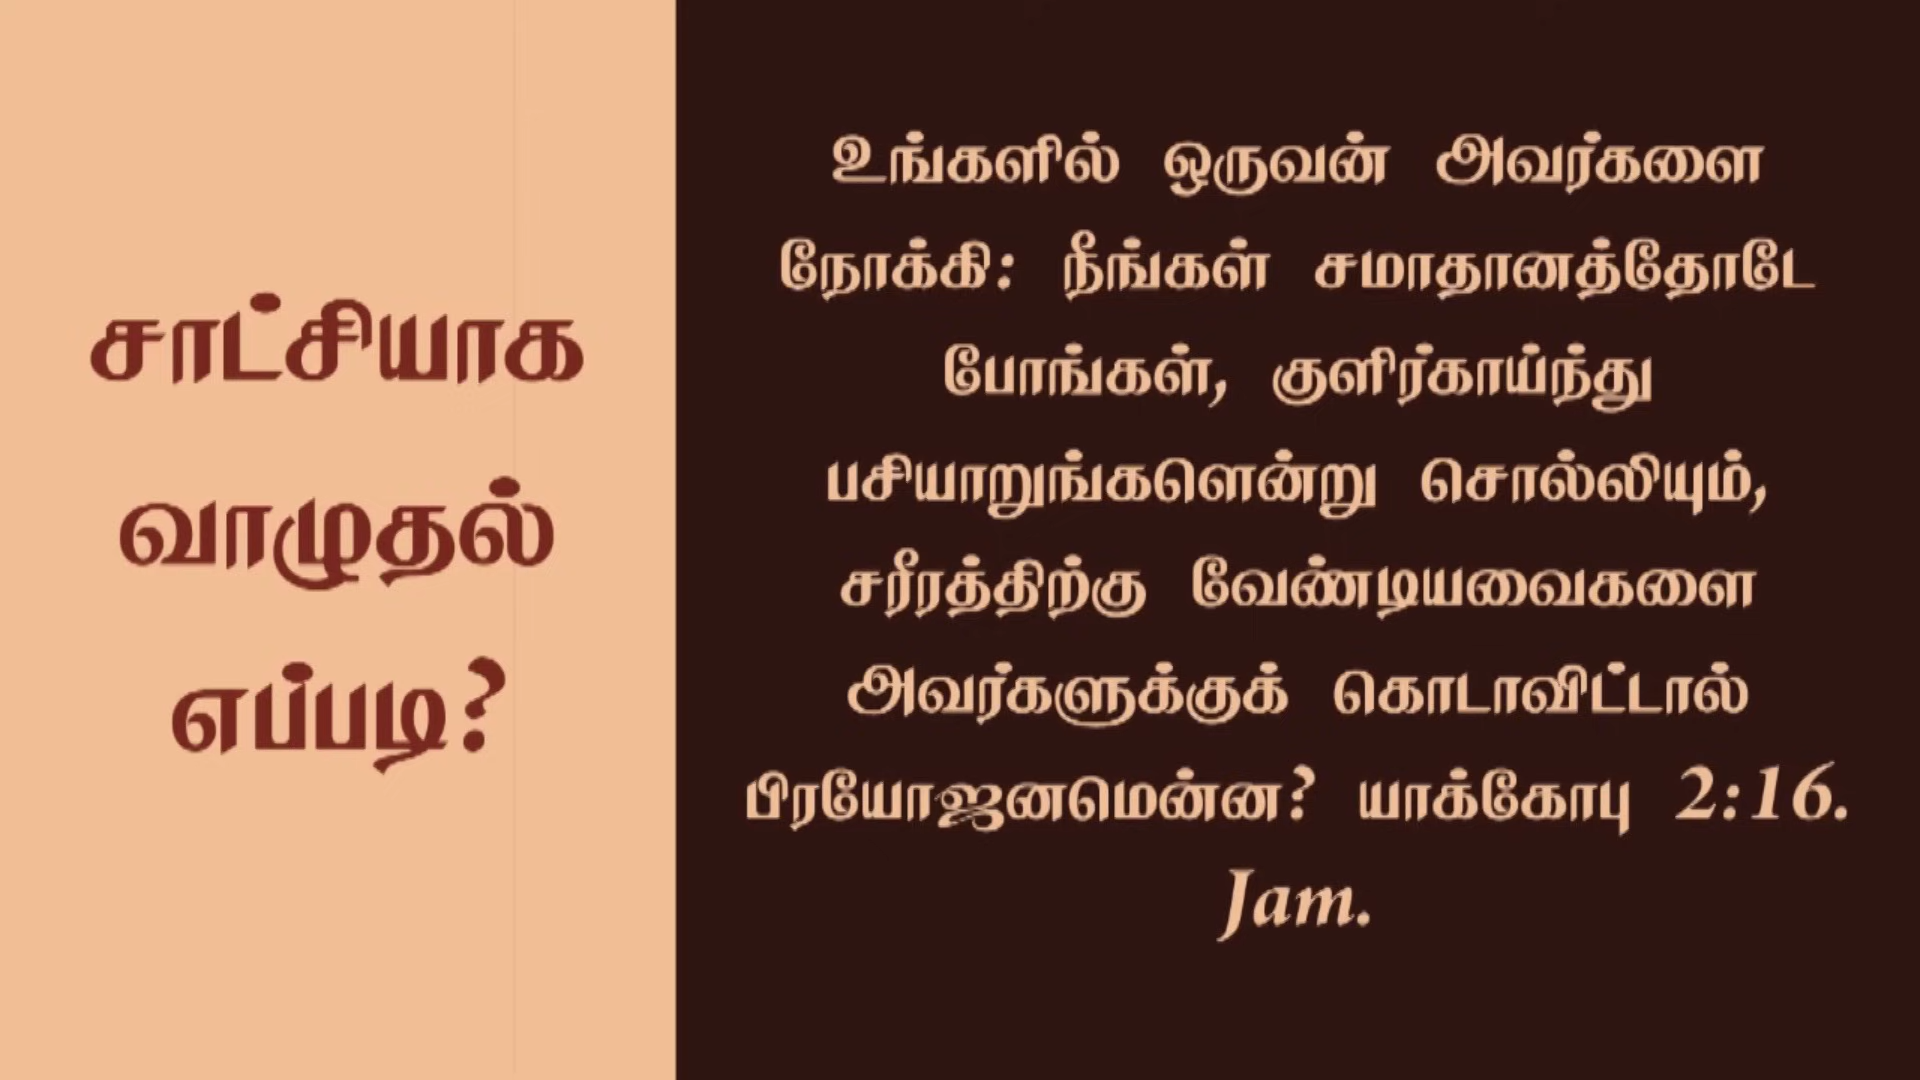 சாட்சியாக
வாழுதல்
எப்படி?
உங்களில் ஒருவன் அவர்களை
நோக்கி: நீங்கள் சமாதானத்தோடே
போங்கள், குளிர்காய்ந்து
பசியாறுங்களென்று சொல்லியும்,
சரீரத்திற்கு வேண்டியவைகளை
அவர்களுக்குக் கொடாவிட்டால்
பிரயோஜனமென்ன? யாக்கோபு 2:16.
Jam.